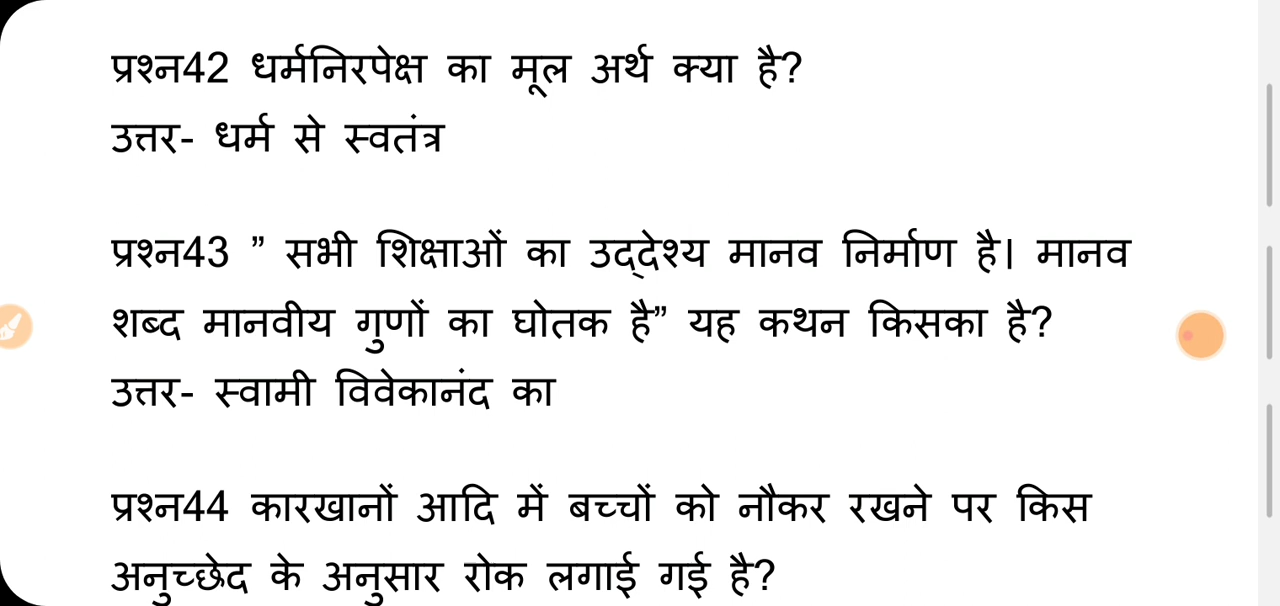 प्रश्न42 धर्मनिरपेक्ष का मूल अर्थ क्या है?
उत्तर- धर्म से स्वतंत्र
प्रश्न43 ” सभी शिक्षाओं का उद्‌देश्य मानव निर्माण है| मानव
शब्द मानवीय गुणों का घोतक है” यह कथन किसका है?
उत्तर- स्वामी विवेकानंद का
प्रश्न44 कारखानों आदि में बच्चों को नौकर रखने पर किस
अनुच्छेद के अनुसार रोक लगाई गई है?